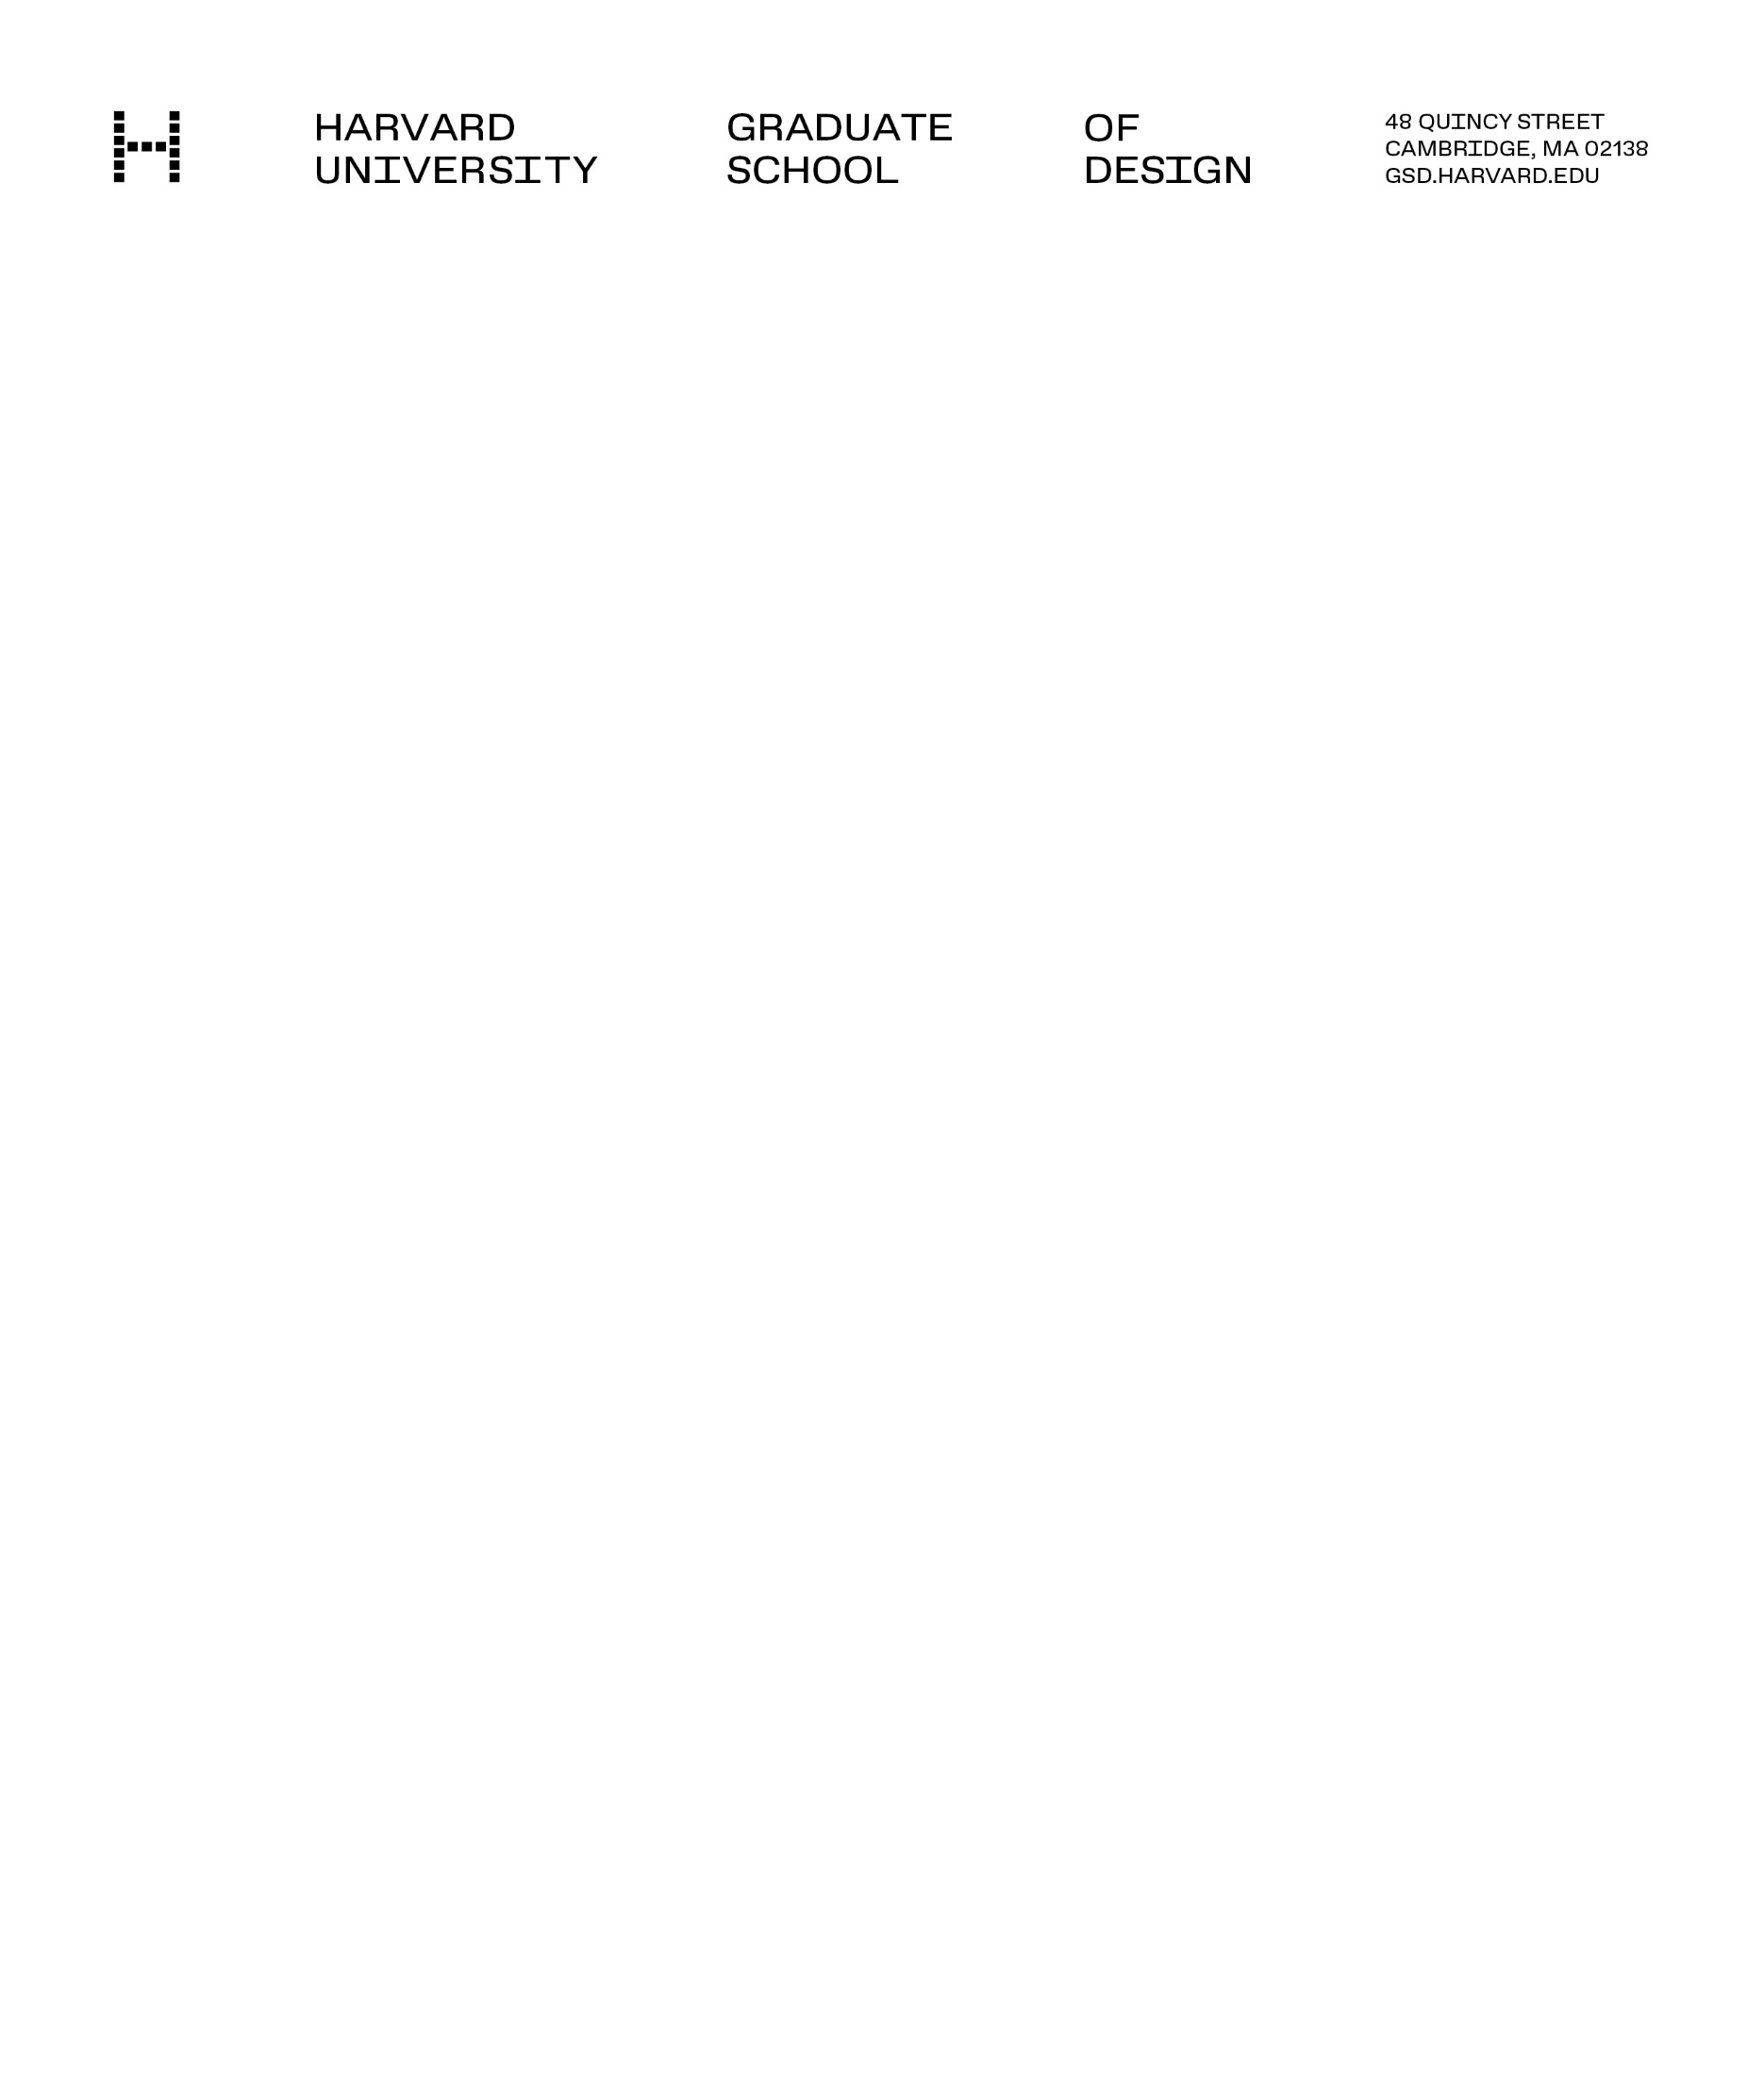 H
HARVARD
UNIVERSITY
GRADUATE
SCHOOL
OF
DESIGN
48 QUINCY STREET
CAMBRIDGE, MA 02138
GSD.HARVARD.EDU